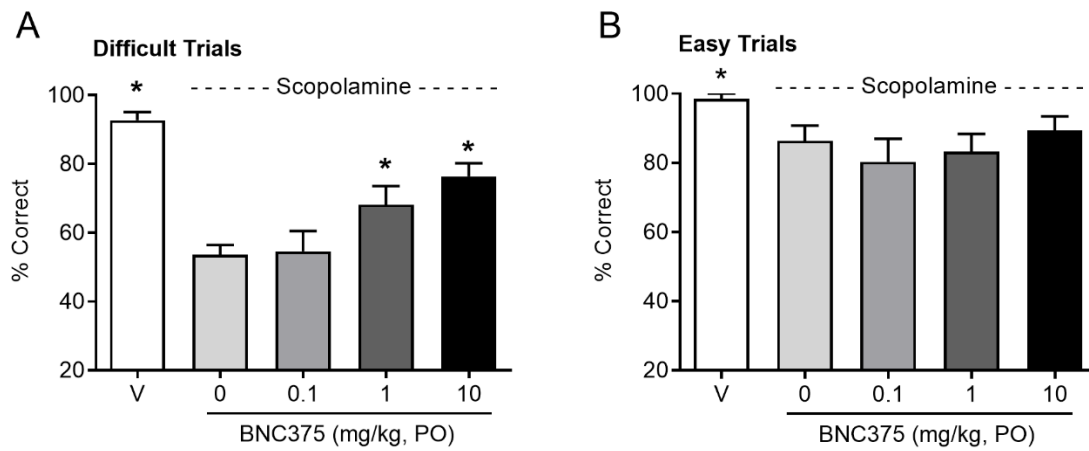 A
Difficult Trials
*
- - - - - - Scopolamine - - - - - -
100
80
60
40
20
% Correct
*
*
V
0
0.1
1
10
BNC375 (mg/kg, PO)
B
Easy Trials
*
- - - - - - Scopolamine - - - - - -
100
80
60
40
20
% Correct
V
0
0.1
1
10
BNC375 (mg/kg, PO)